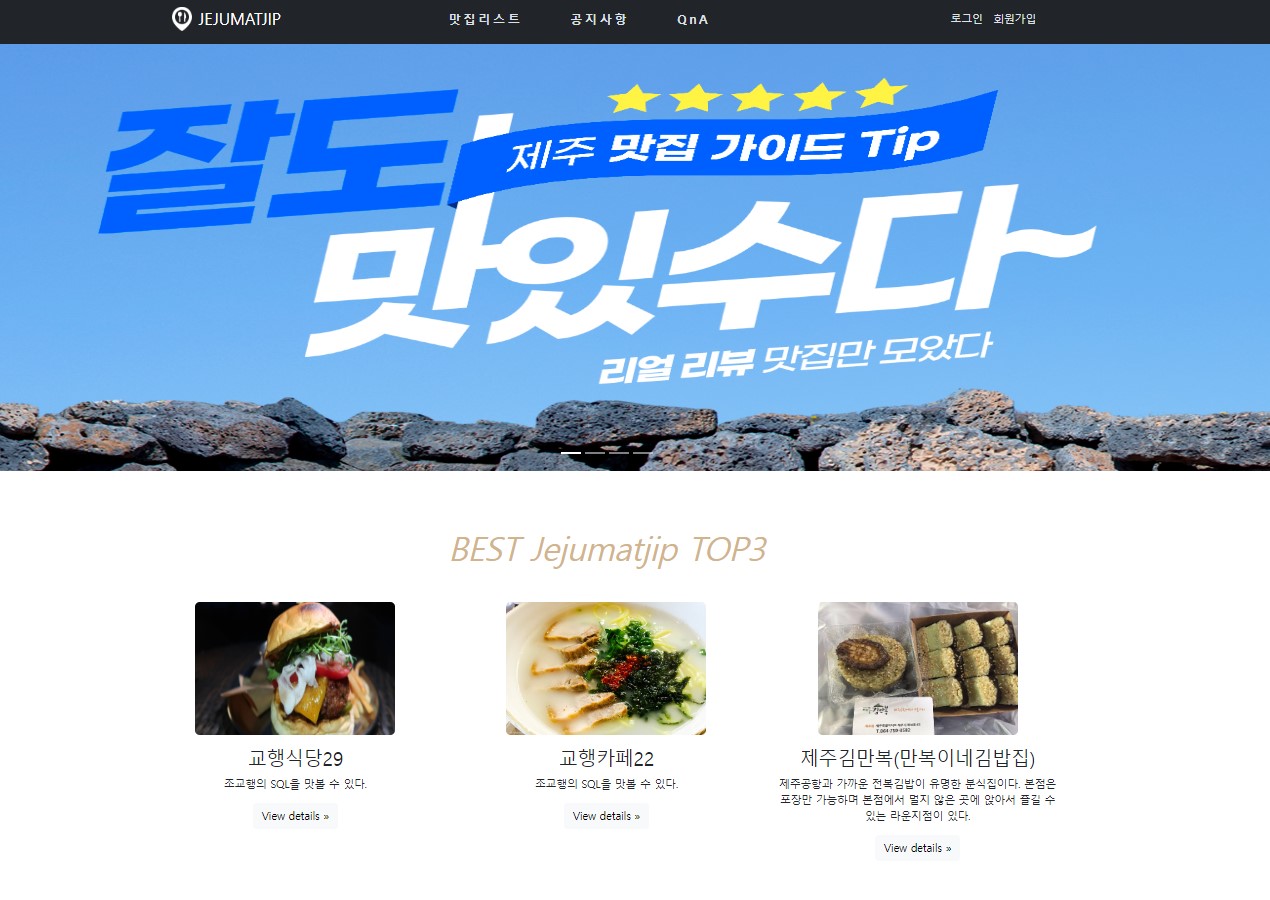 JEJUMATJIP 맛집리스트 공지사항 QnA 로그인 회원가입
잘도!
제주 맛집 가이드 Tip
맛있수다~
리얼 리뷰 맛집만 모았다
BEST Jejumatjip TOP3
교행식당29
조교행의 SQL을 맛볼 수 있다.
View details »
교행카페22
조교행의 SQL을 맛볼 수 있다.
View details »
제주김만복(만복이네김밥집)
제주공항과 가까운 전복김밥이 유명한 분식집이다. 본점은
포장만 가능하며 본점에서 멀지 않은 곳에 앉아서 즐길 수
있는 라운지점이 있다.
View details »